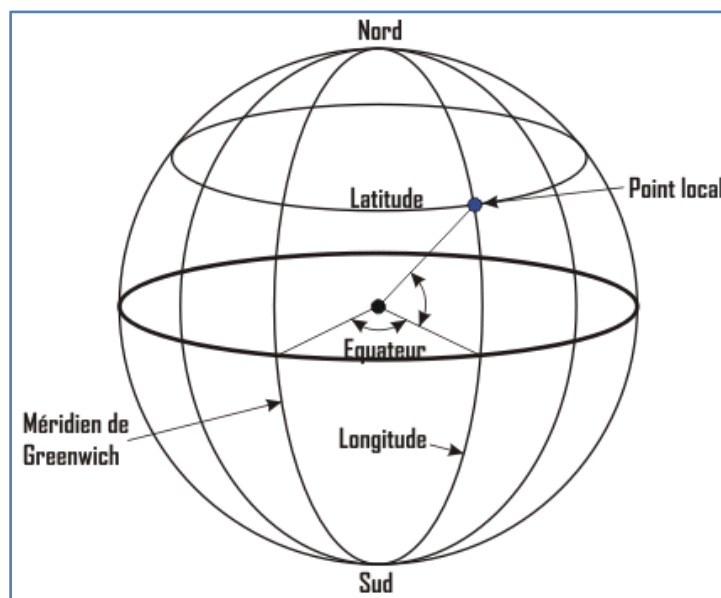 Nord
Latitude
Point local
Equateur
Méridien de
Greenwich
Longitude
Sud